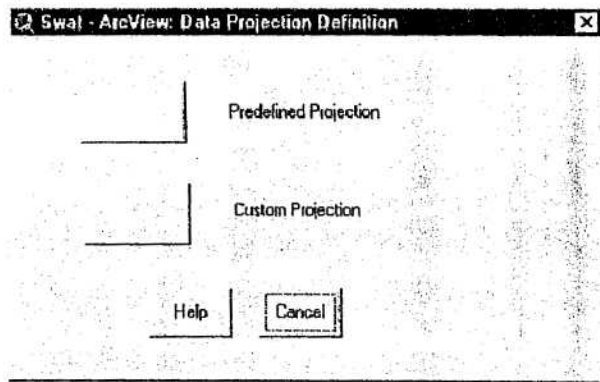 Swat - ArcView: Data Projection Definition
Predefined Projection
Custom Projection
Help Cancel